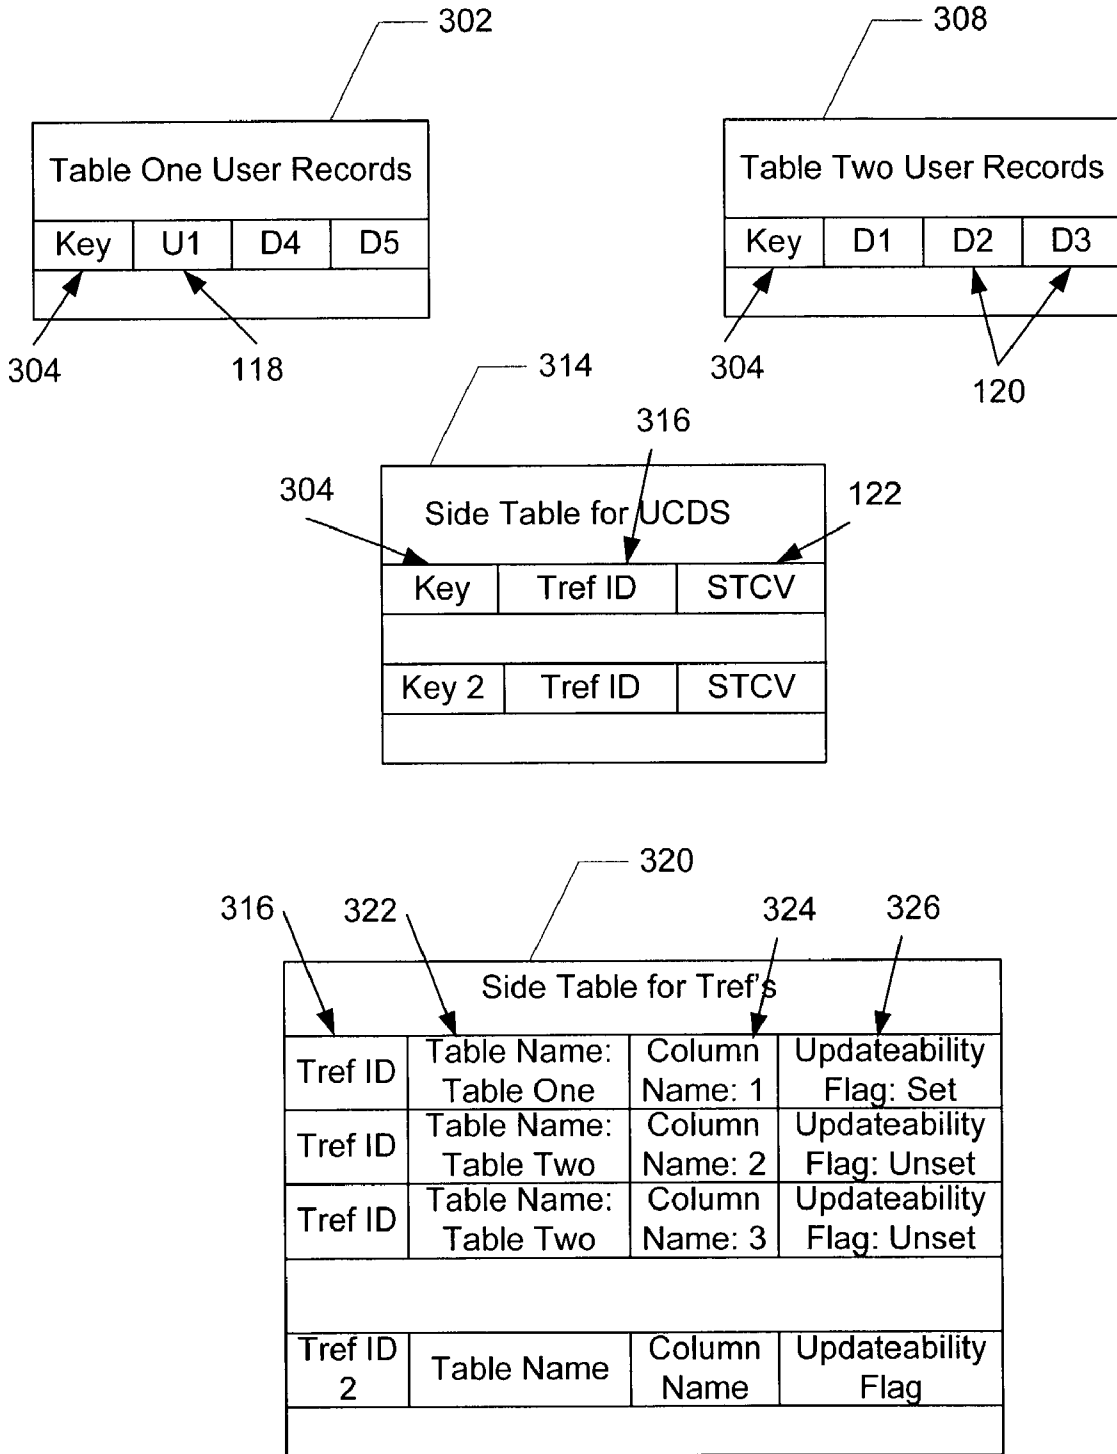 302
308
Table One User Records
Table Two User Records
Key U1 D4 D5
Key D1 D2 D3
304
118
304
120
314
316
304
122
Side Table for UCDS
Key Tref ID STCV
Key 2 Tref ID STCV
320
316
322
324
326
Side Table for Tref's
Tref ID
Table Name:
Table One
Column
Name: 1
Updateability
Flag: Set
Tref ID
Table Name:
Table Two
Column
Name: 2
Updateability
Flag: Unset
Tref ID
Table Name:
Table Two
Column
Name: 3
Updateability
Flag: Unset
Tref ID
2
Table Name
Column
Name
Updateability
Flag